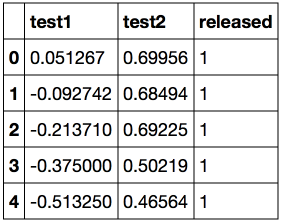 test1 test2 released
0 0.051267 0.69956 1
1 -0.092742 0.68494 1
2 -0.213710 0.69225 1
3 -0.375000 0.50219 1
4 -0.513250 0.46564 1